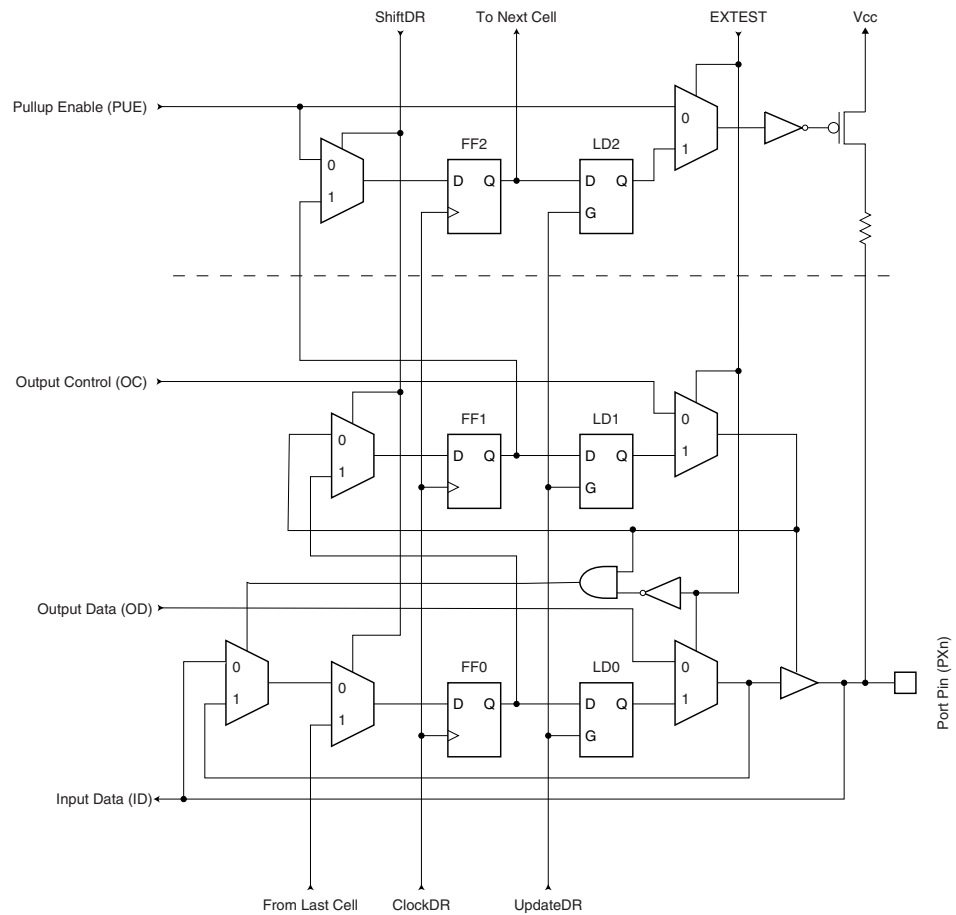 ShiftDR
To Next Cell
EXTEST
Vcc
Pullup Enable (PUE)
0
1
FF2
D Q
LD2
D Q
G
0
1
Output Control (OC)
0
1
FF1
D Q
LD1
D Q
G
0
1
Output Data (OD)
0
1
0
1
FF0
D Q
LD0
D Q
G
0
1
Port Pin (PXn)
Input Data (ID)
From Last Cell
ClockDR
UpdateDR